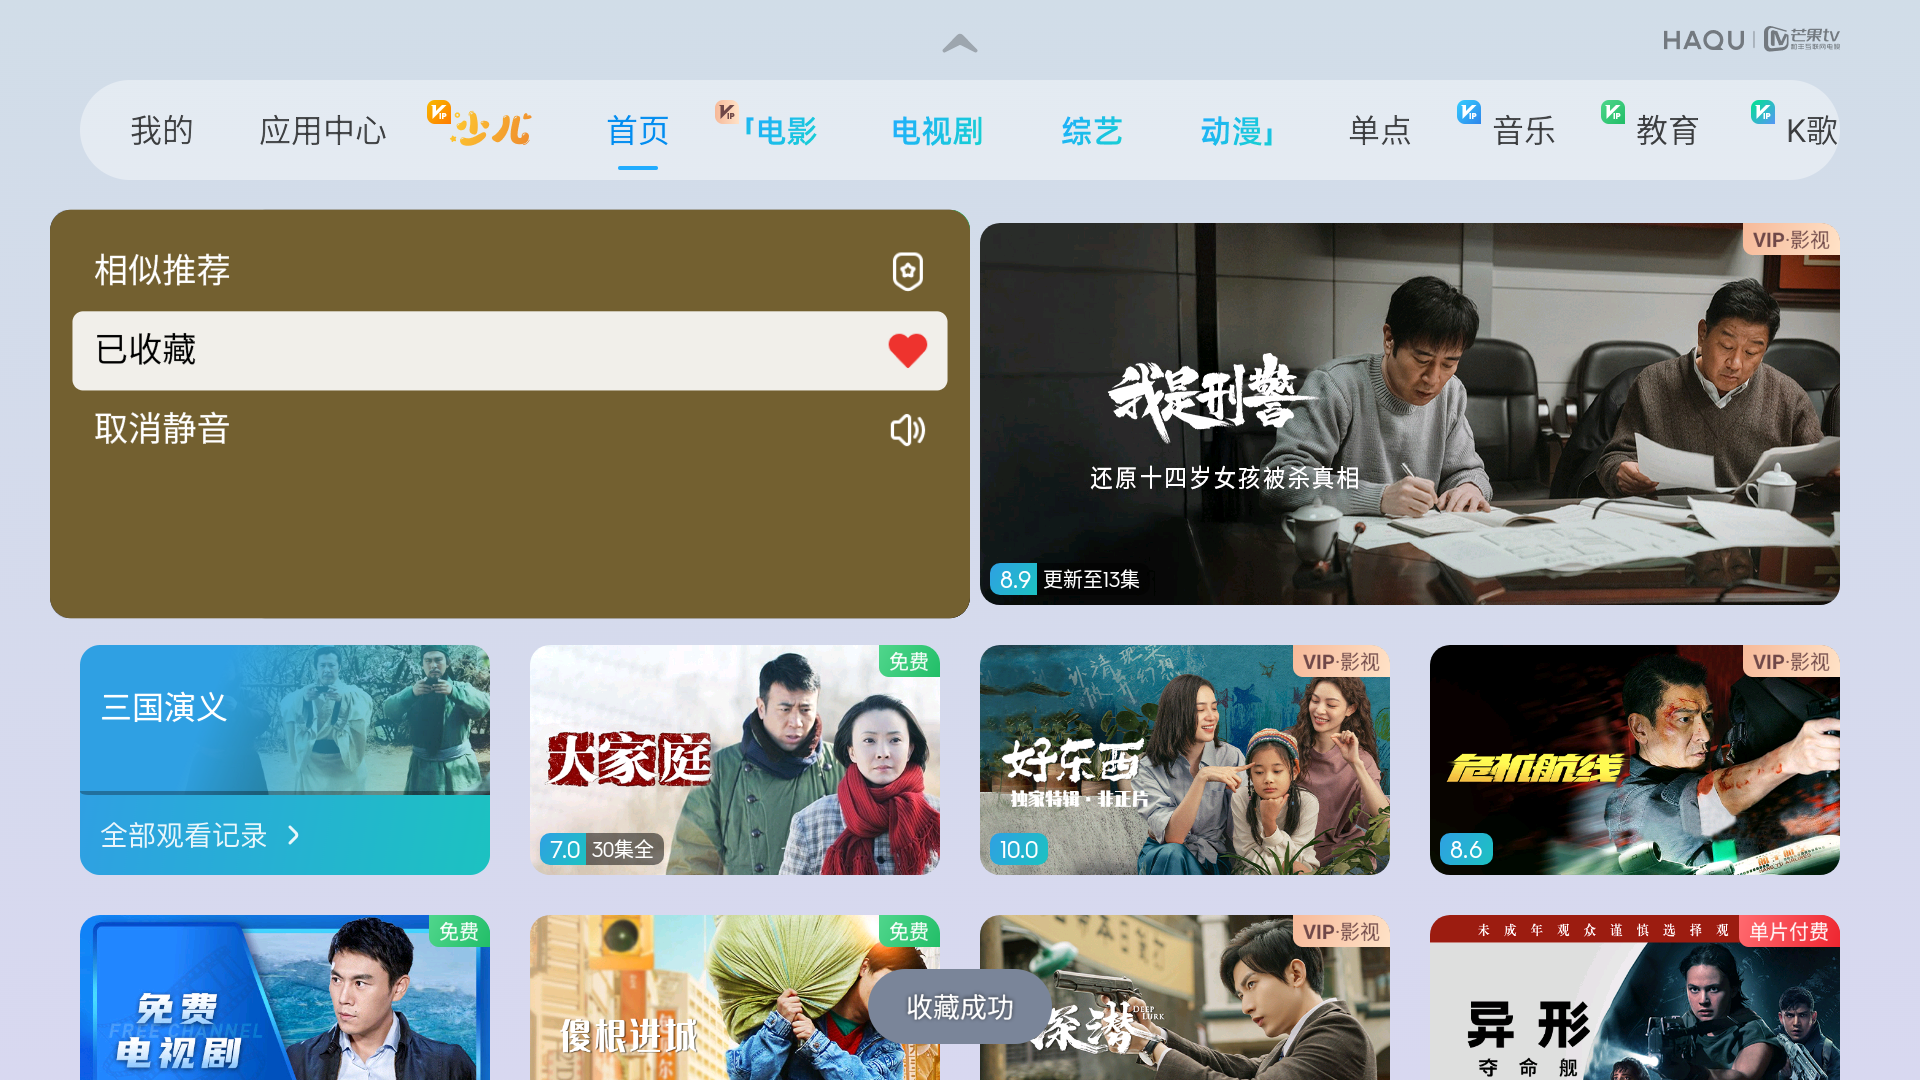 HAQU
芒果tv
我的
应用中心
VIP
少儿
首页
VIP
「电影
电视剧
综艺
动漫」
单点
VIP
音乐
VIP
教育
VIP
K歌
相似推荐
已收藏
取消静音
VIP·影视
我是刑警
还原十四岁女孩被杀真相
8.9 更新至13集
三国演义
全部观看记录
免费
大家庭
7.0 30集全
VIP·影视
好东西
独家特辑·非正片
10.0
VIP·影视
危机航线
8.6
免费
免费
FREE CHANNEL
电视剧
免费
傻根进城
VIP·影视
深潜
DEEP
LURK
未成年观众谨慎选择观
单片付费
异形
夺命舰
收藏成功